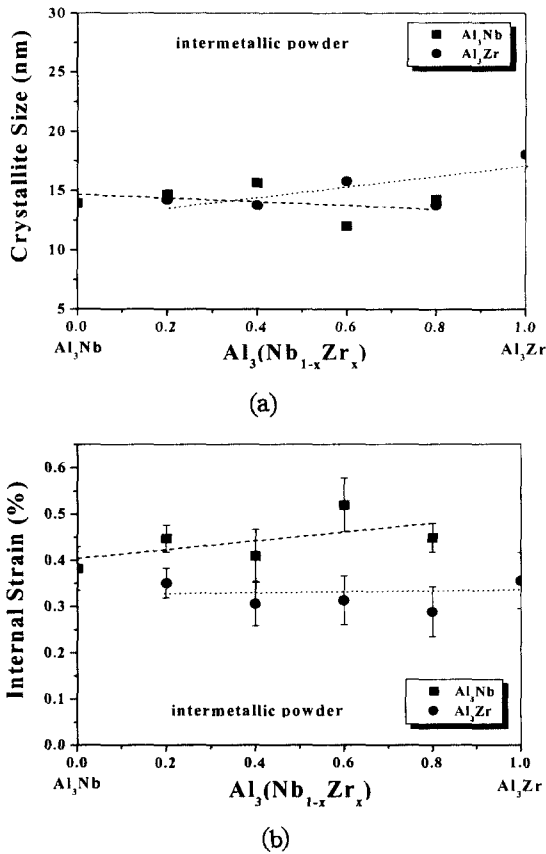 30
intermetallic powder
Al₃Nb
Al₃Zr
25
20
15
10
5
Crystallite Size (nm)
0.0 0.2 0.4 0.6 0.8 1.0
Al₃Nb Al₃(Nb₁₋ₓZrₓ) Al₃Zr
(a)
0.6
0.5
0.4
0.3
0.2
0.1
0.0
Internal Strain (%)
Al₃Nb
Al₃Zr
intermetallic powder
0.0 0.2 0.4 0.6 0.8 1.0
Al₃Nb Al₃(Nb₁₋ₓZrₓ) Al₃Zr
(b)